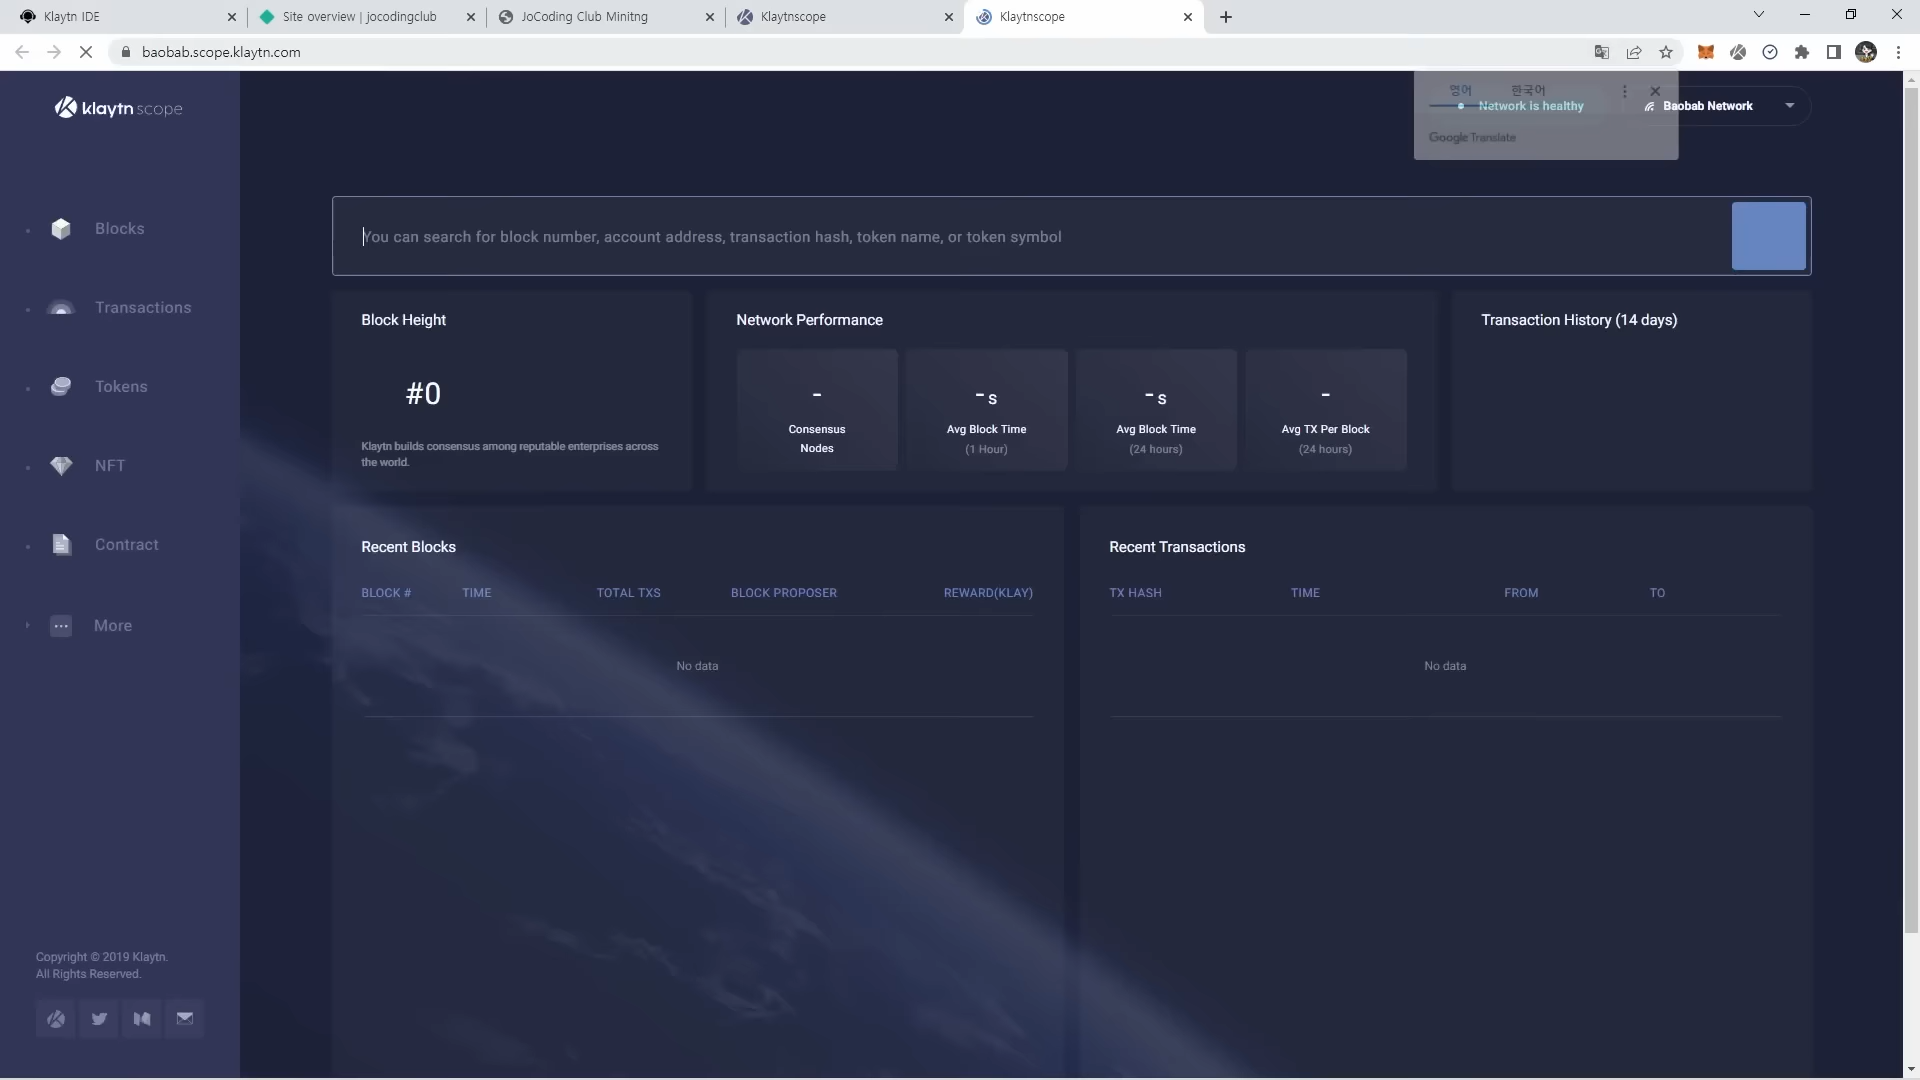 Klaytn IDE
Site overview | jocodingclub
JoCoding Club Minitng
Klaytnscope
Klaytnscope
baobab.scope.klaytn.com
klaytn scope
영어
한국어
Network is healthy
Baobab Network
Google Translate
Blocks
Transactions
Tokens
NFT
Contract
More
You can search for block number, account address, transaction hash, token name, or token symbol
Block Height
#0
Klaytn builds consensus among reputable enterprises across
the world.
Network Performance
-
Consensus
Nodes
- s
Avg Block Time
(1 Hour)
- s
Avg Block Time
(24 hours)
-
Avg TX Per Block
(24 hours)
Transaction History (14 days)
Recent Blocks
BLOCK # TIME TOTAL TXS BLOCK PROPOSER REWARD(KLAY)
No data
Recent Transactions
TX HASH TIME FROM TO
No data
Copyright © 2019 Klaytn.
All Rights Reserved.